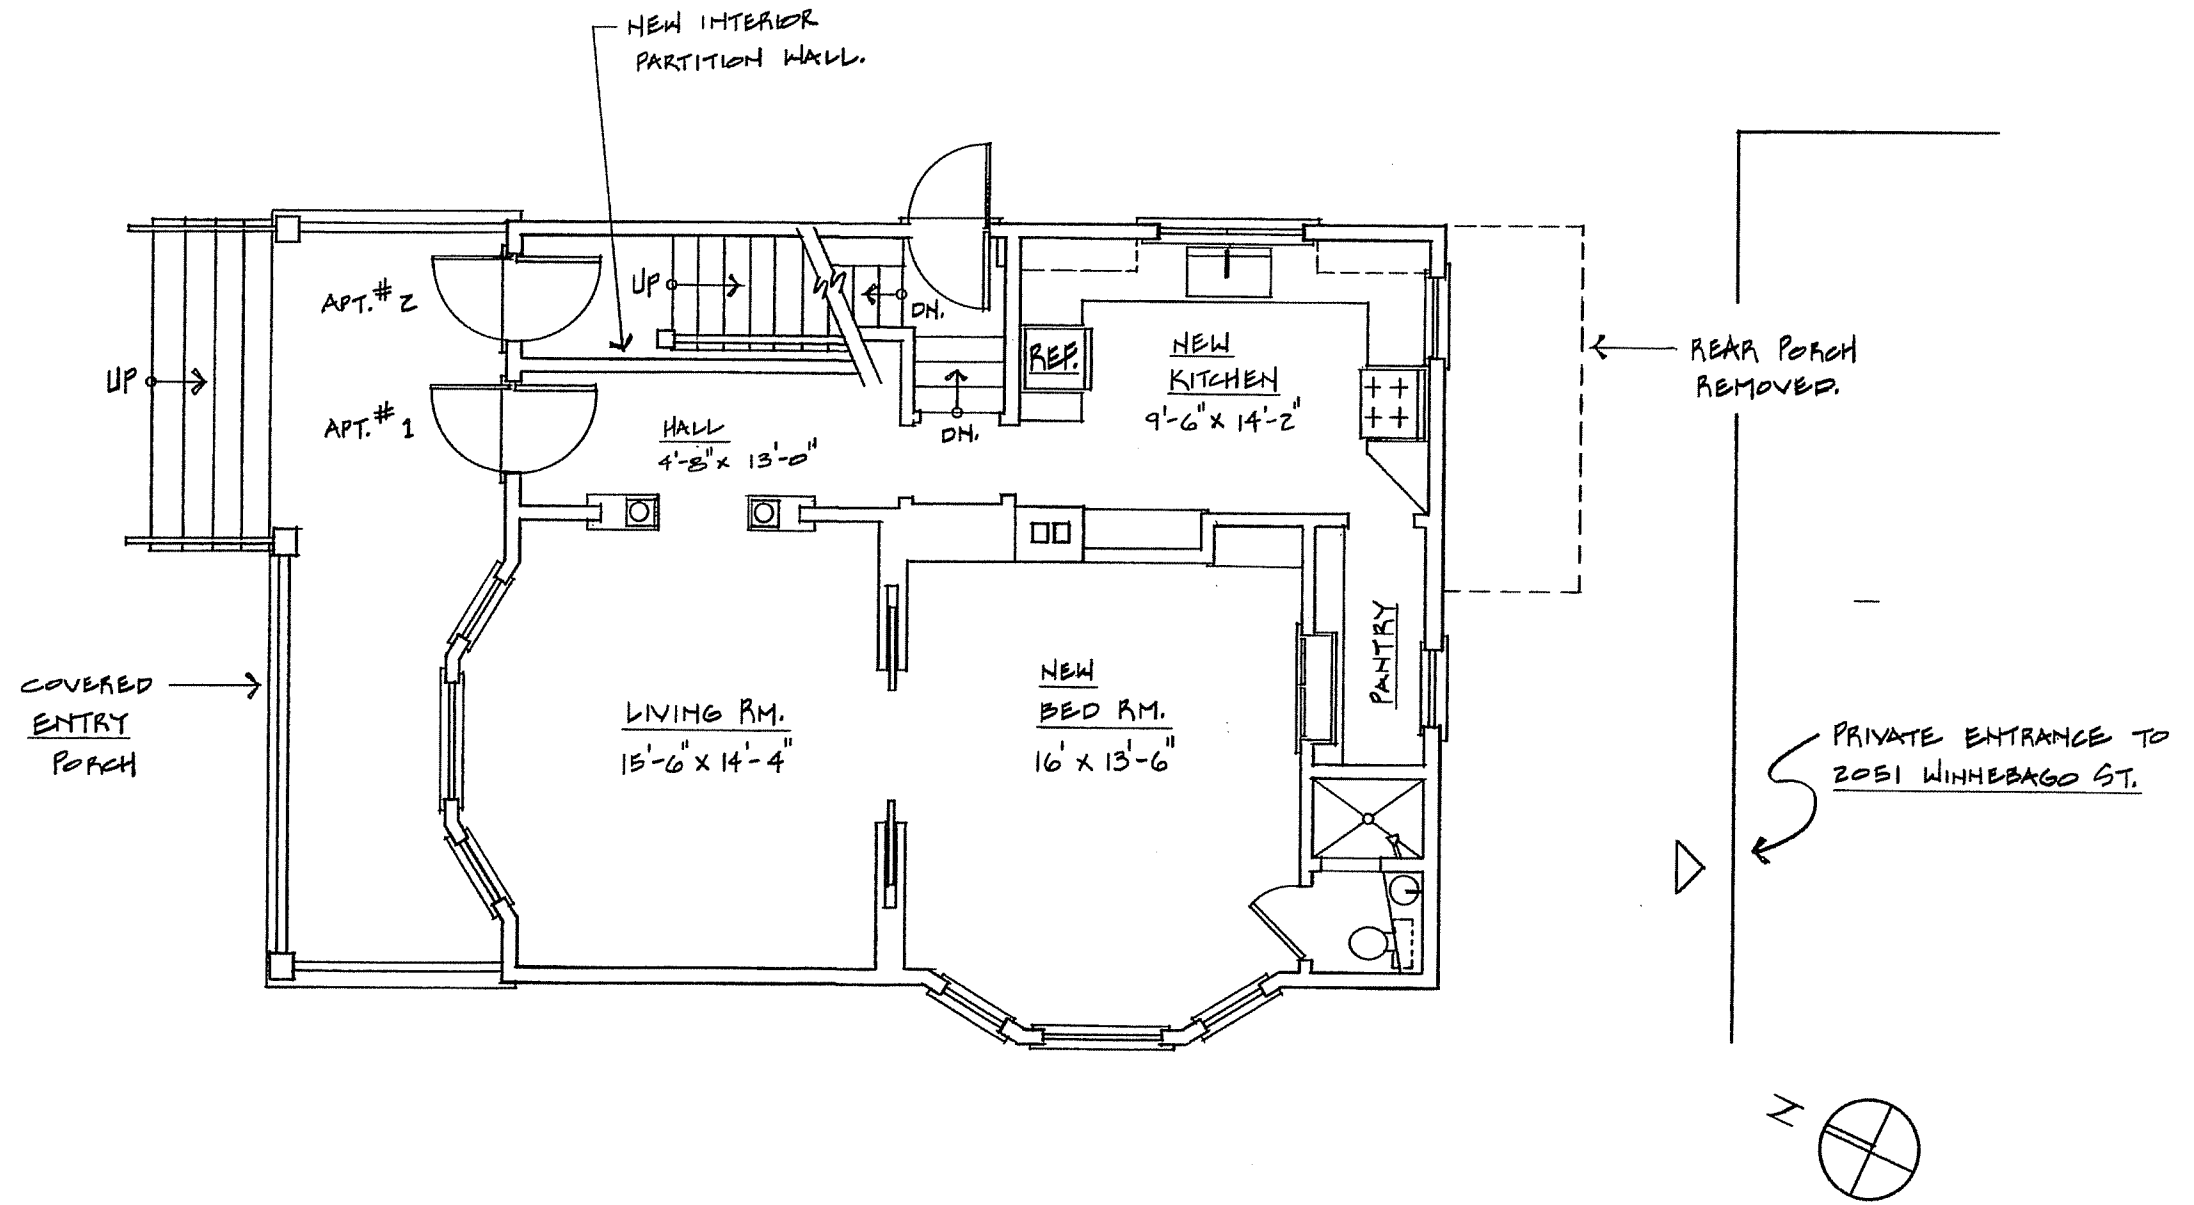 NEW INTERIOR
PARTITION WALL.
APT. # 2
UP
DN.
UP
APT. # 1
DN.
HALL
4'-8" x 13'-0"
REF.
NEW
KITCHEN
9'-6" x 14'-2"
REAR PORCH
REMOVED.
COVERED
ENTRY
PORCH
LIVING RM.
15'-6" x 14'-4"
NEW
BED RM.
16' x 13'-6"
PANTRY
PRIVATE ENTRANCE TO
2051 WINNEBAGO ST.
N